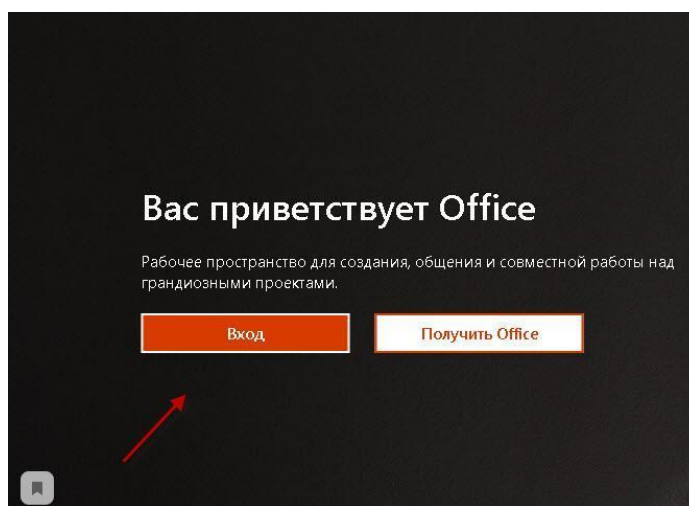 Вас приветствует Office
Рабочее пространство для создания, общения и совместной работы над
грандиозными проектами.
Вход
Получить Office